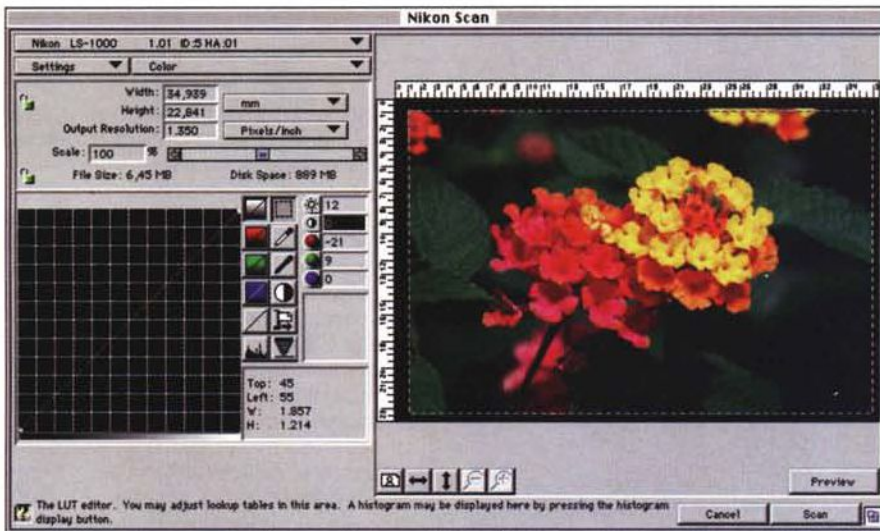 Nikon Scan
Nikon LS-1000 1.01 ID:5 HA:01
Settings Color
Width: 34,939
Height: 22,841 mm
Output Resolution: 1.350 Pixels/inch
Scale: 100 %
File Size: 6,45 MB Disk Space: 889 MB
12
-21
9
0
Top: 45
Left: 55
W: 1.857
H: 1.214
Preview
The LUT editor. You may adjust lookup tables in this area. A histogram may be displayed here by pressing the histogram
display button.
Cancel Scan